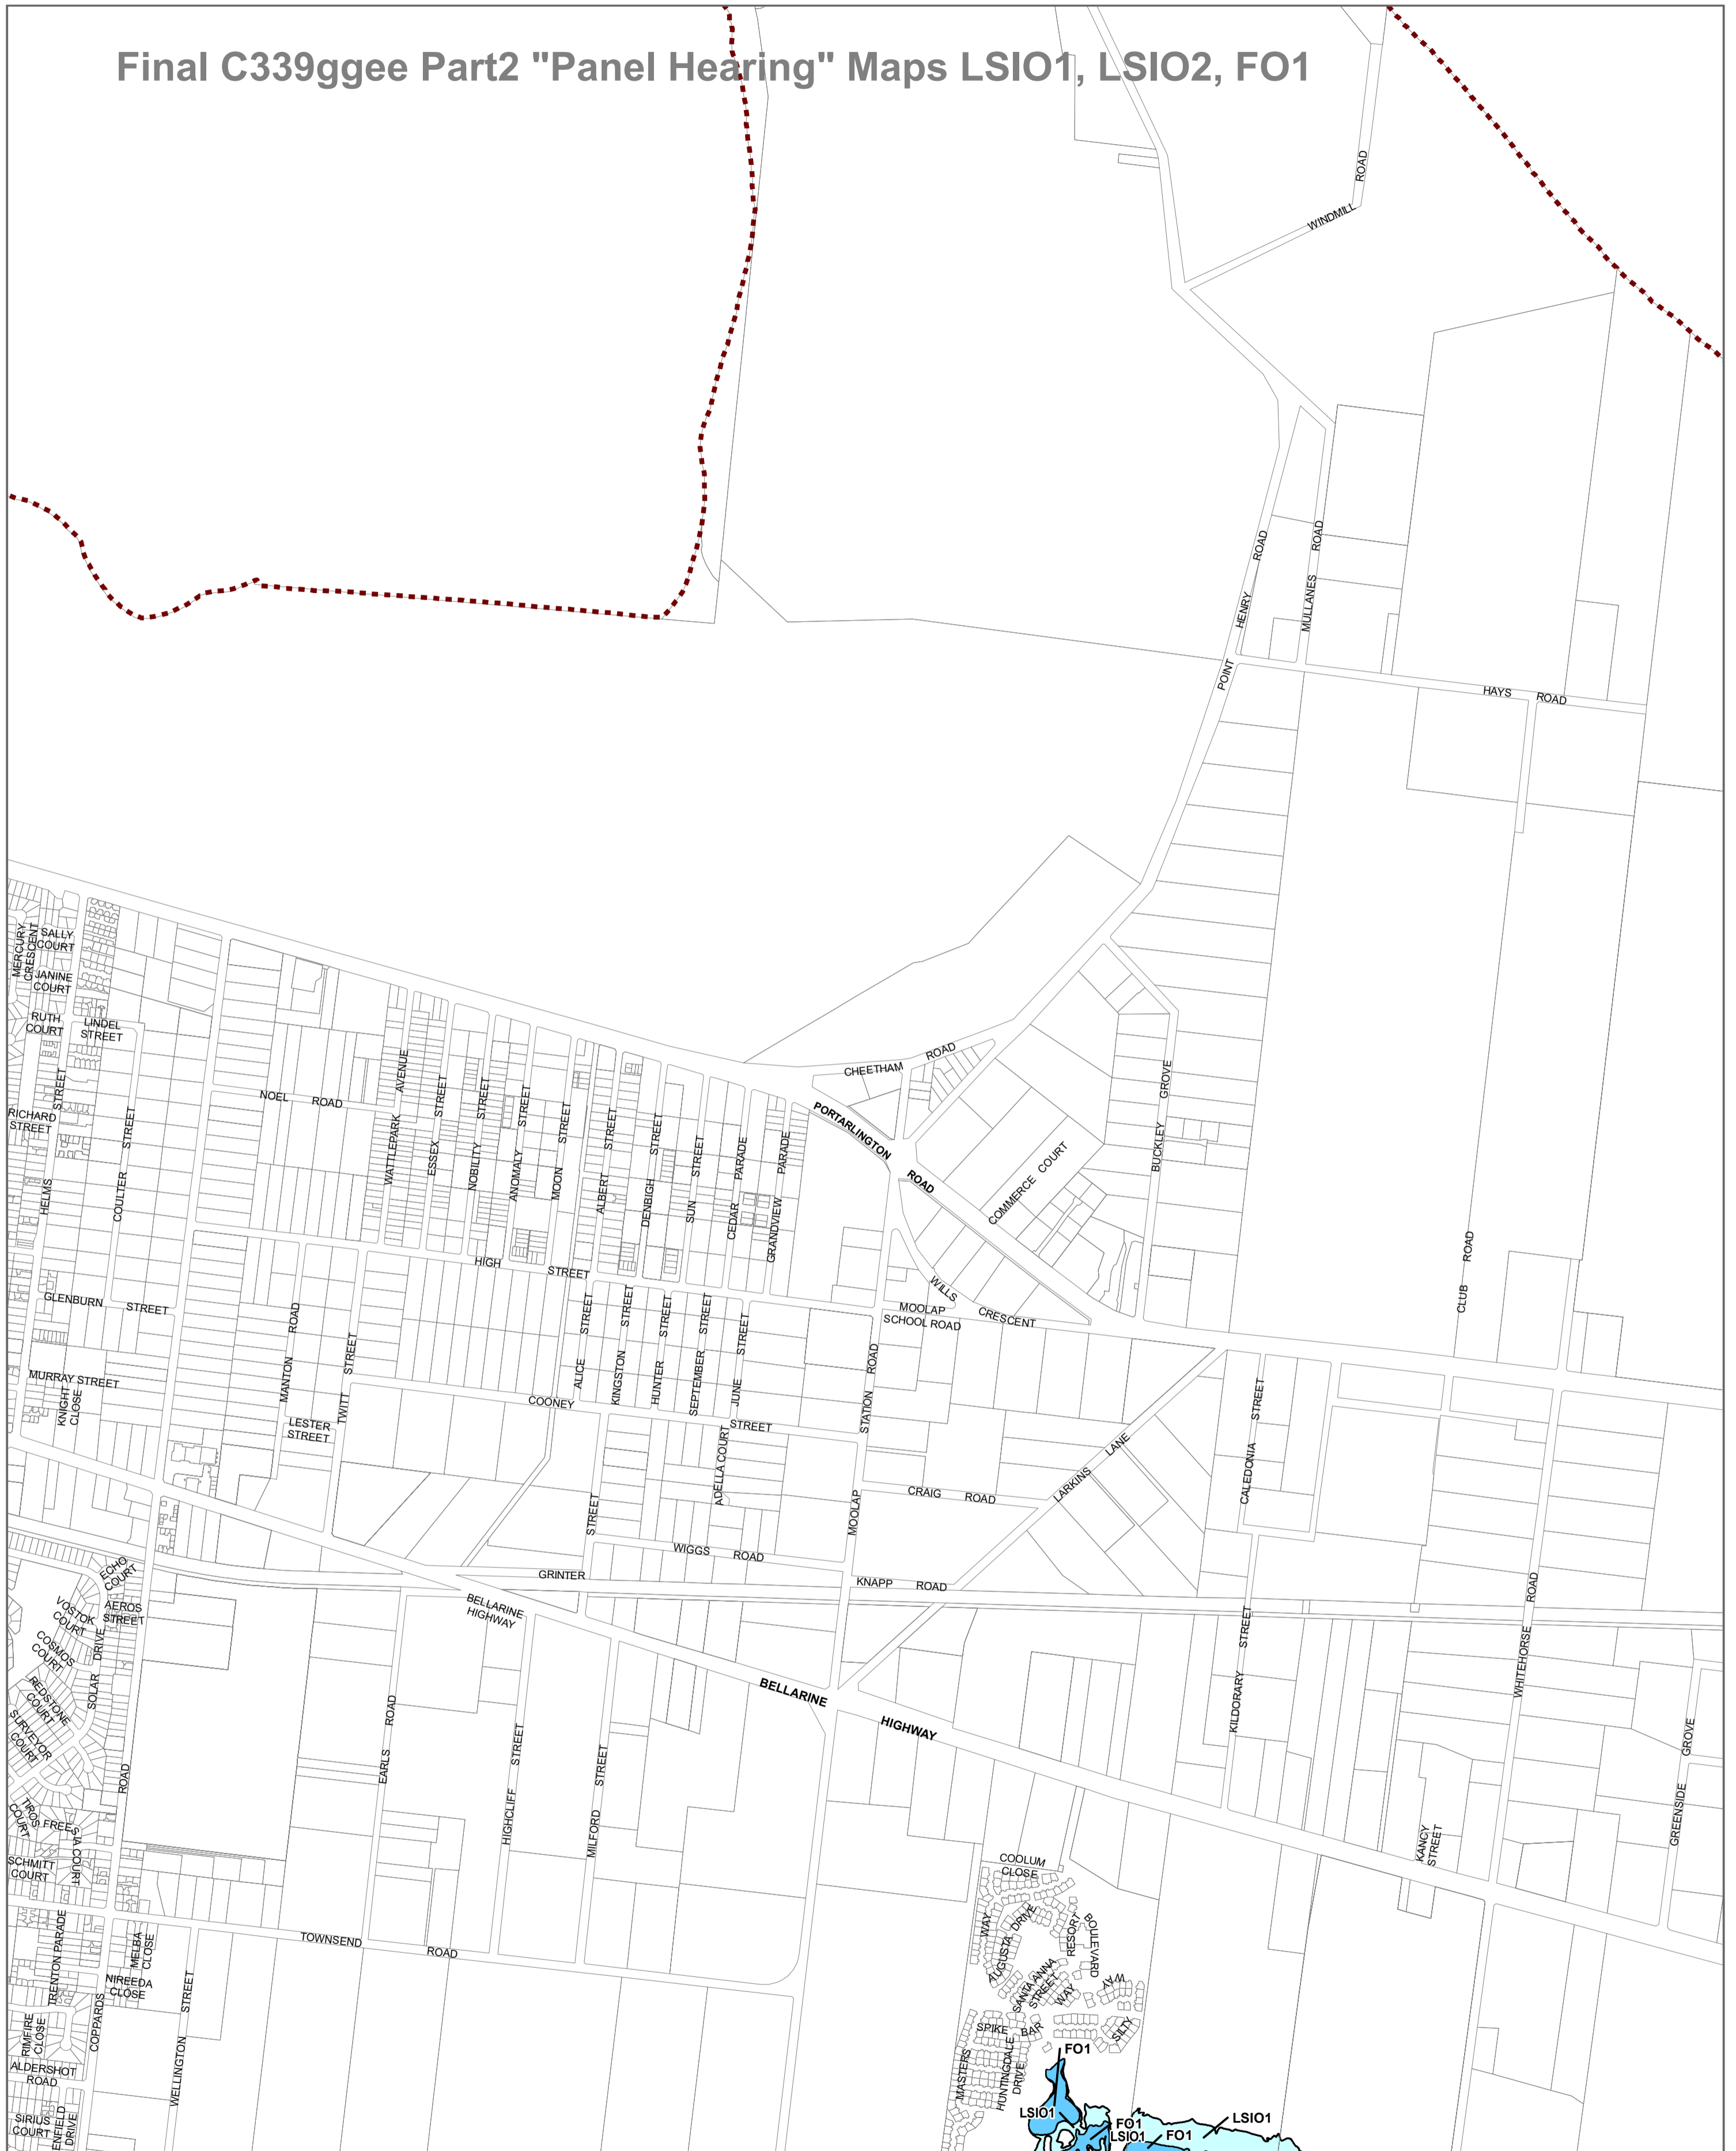 Final C339ggee Part2 "Panel Hearing" Maps LSIO1, LSIO2, FO1
ROAD
WINDMILL
ROAD
HENRY
ROAD
MULLANES
POINT
HAYS
ROAD
MERCURY
CRESCENT
SALLY
COURT
JANINE
COURT
RUTH
COURT
LINDEL
STREET
STREET
RICHARD
STREET
HELMS
STREET
COULTER
NOEL
ROAD
AVENUE
WATTLEPARK
STREET
ESSEX
STREET
NOBILITY
STREET
ANOMALY
STREET
MOON
STREET
ALBERT
STREET
DENBIGH
STREET
SUN
PARADE
CEDAR
PARADE
GRANDVIEW
CHEETHAM
ROAD
PORTARLINGTON
ROAD
COMMERCE COURT
GROVE
BUCKLEY
HIGH
STREET
GLENBURN
STREET
ROAD
MANTON
STREET
TWITT
STREET
ALICE
STREET
KINGSTON
STREET
HUNTER
STREET
SEPTEMBER
STREET
JUNE
WILLS
CRESCENT
MOOLAP
SCHOOL ROAD
ROAD
CLUB
MURRAY STREET
KNIGHT
CLOSE
LESTER
STREET
COONEY
STREET
ROAD
STATION
MOOLAP
ADELLA COURT
STREET
CRAIG
ROAD
LARKINS
LANE
STREET
CALEDONIA
WIGGS
ROAD
GRINTER
KNAPP
ROAD
ECHO
COURT
AEROS
STREET
VOSTOK
COURT
COSMOS
COURT
REDSTONE
COURT
SURVEYOR
COURT
DRIVE
SOLAR
ROAD
BELLARINE
HIGHWAY
BELLARINE
HIGHWAY
ROAD
EARLS
STREET
HIGHCLIFF
STREET
MILFORD
STREET
KILDORARY
ROAD
WHITEHORSE
GROVE
GREENSIDE
KANCY
STREET
TIROS
COURT
FREE
S
JA COURT
SCHMITT
COURT
TRENTON PARADE
MELBA
CLOSE
NIREEDA
CLOSE
RIMFIRE
CLOSE
COPPARDS
ALDERSHOT
ROAD
SIRIUS
COURT
ENFIELD
DRIVE
STREET
WELLINGTON
TOWNSEND
ROAD
COOLUM
CLOSE
WAY
DRIVE
AUGUSTA
RESORT
BOULEVARD
SANTA ANNA
STREET
WAY
WAY
SILTY
SPIKE
BAR
MASTERS
HUNTINGDALE
DRIVE
FO1
LSIO1
FO1
LSIO1
FO1
LSIO1